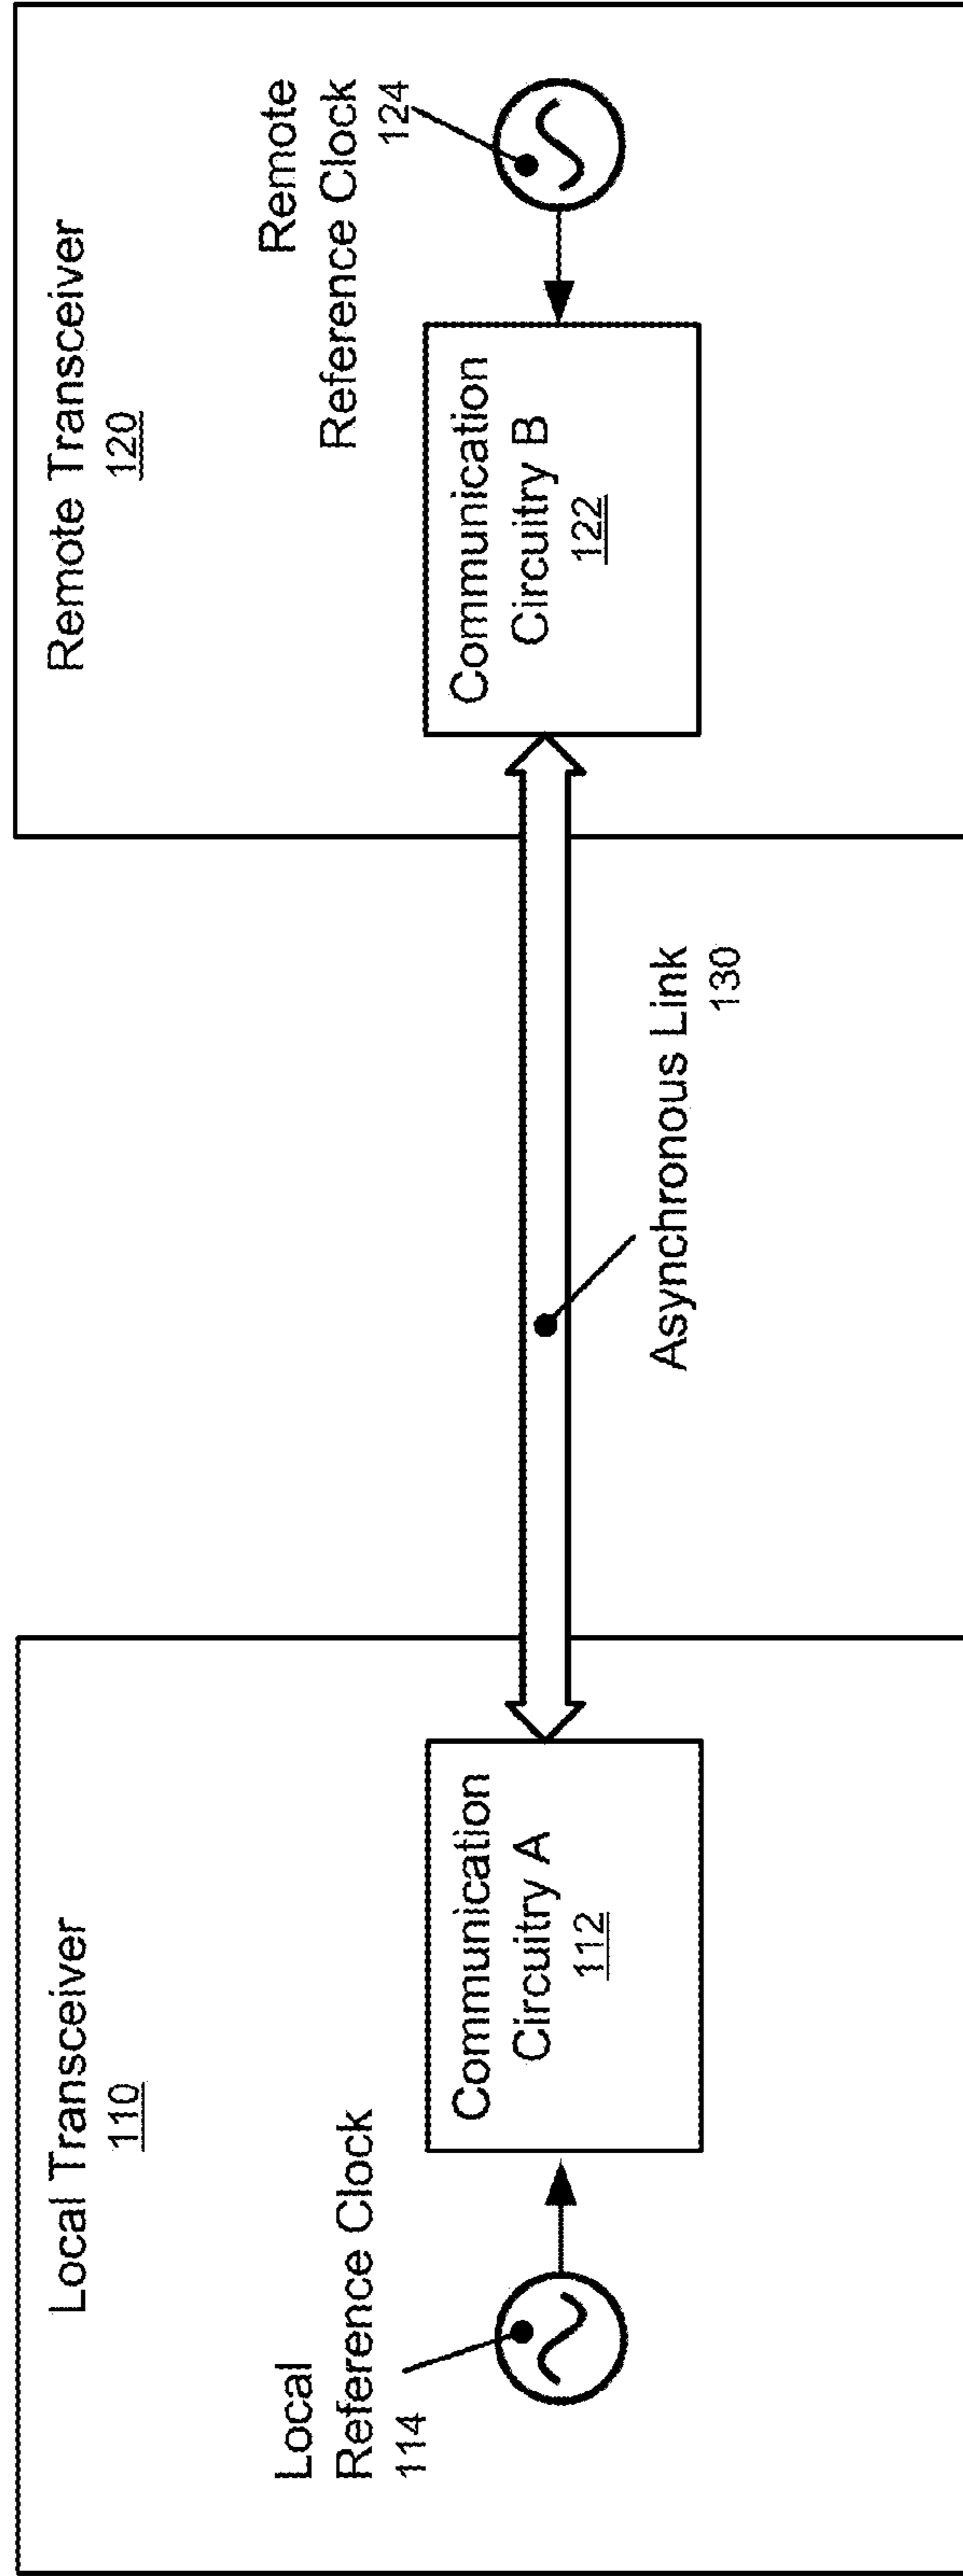 Local Transceiver
110
Local
Reference Clock
114
Communication
Circuitry A
112
Asynchronous Link
130
Remote Transceiver
120
Communication
Circuitry B
122
Remote
Reference Clock
124